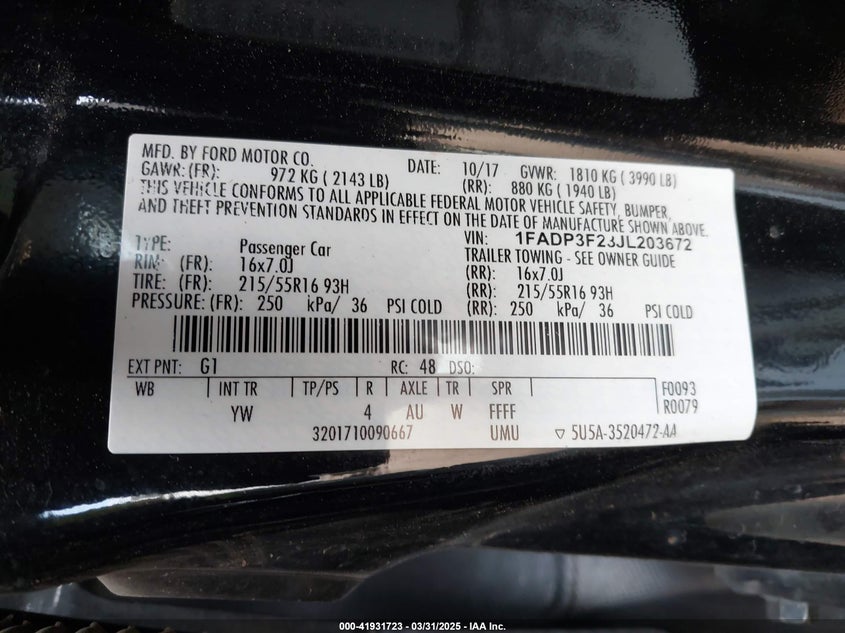 MFD. BY FORD MOTOR CO. DATE: 10/17 GVWR: 1810 KG ( 3990 LB)
GAWR: (FR): 972 KG ( 2143 LB) (RR): 880 KG ( 1940 LB)
THIS VEHICLE CONFORMS TO ALL APPLICABLE FEDERAL MOTOR VEHICLE SAFETY, BUMPER,
AND THEFT PREVENTION STANDARDS IN EFFECT ON THE DATE OF MANUFACTURE SHOWN ABOVE.
VIN: 1FADP3F23JL203672
TYPE: Passenger Car TRAILER TOWING - SEE OWNER GUIDE
RIM: (FR): 16x7.0J (RR): 16x7.0J
TIRE: (FR): 215/55R16 93H (RR): 215/55R16 93H
PRESSURE: (FR): 250 kPa/ 36 PSI COLD (RR): 250 kPa/ 36 PSI COLD
EXT PNT: G1 RC: 48 DSO:
WB INT TR TP/PS R AXLE TR SPR F0093
YW 4 AU W FFFF R0079
3201710090667 UMU ▽ 5U5A-3520472-AA
000-41931723 — 03/31/2025 — IAA Inc.